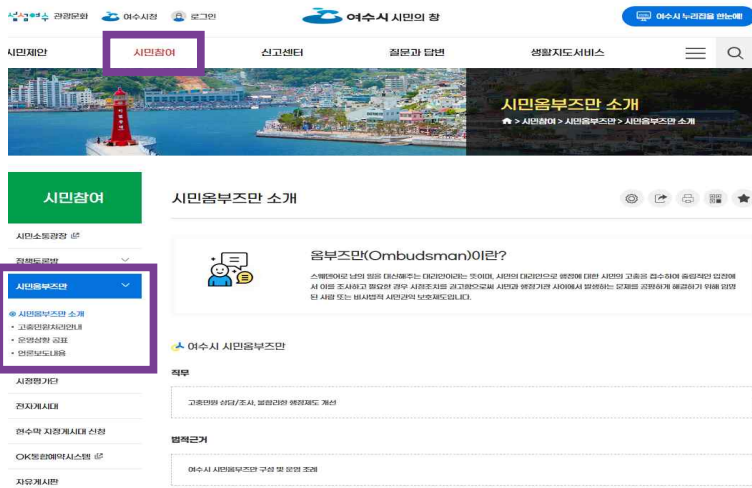 섬섬여수 관광문화 여수시청 로그인 여수시 시민의 창 여수시 누리집을 한눈에!
시민제안 시민참여 신고센터 질문과 답변 생활지도서비스
시민옴부즈만 소개
> 시민참여 > 시민옴부즈만 > 시민옴부즈만 소개
시민참여
시민소통광장
정책토론방
시민옴부즈만
시민옴부즈만 소개
고충민원처리안내
운영상황 공표
언론보도내용
시정평가단
전자게시대
현수막 지정게시대 신청
OK통합예약시스템
자유게시판
시민옴부즈만 소개
옴부즈만(Ombudsman)이란?
스웨덴어로 남의 일을 대신해주는 대리인이라는 뜻이며, 시민의 대리인으로 행정에 대한 시민의 고충을 접수하여 중립적인 입장에
서 이를 조사하고 필요한 경우 시정조치를 권고함으로써 시민과 행정기관 사이에서 발생하는 문제를 공평하게 해결하기 위해 임명
된 사람 또는 비사법적 시민권익 보호제도입니다.
여수시 시민옴부즈만
직무
고충민원 상담/조사, 불합리한 행정제도 개선
법적근거
여수시 시민옴부즈만 구성 및 운영 조례